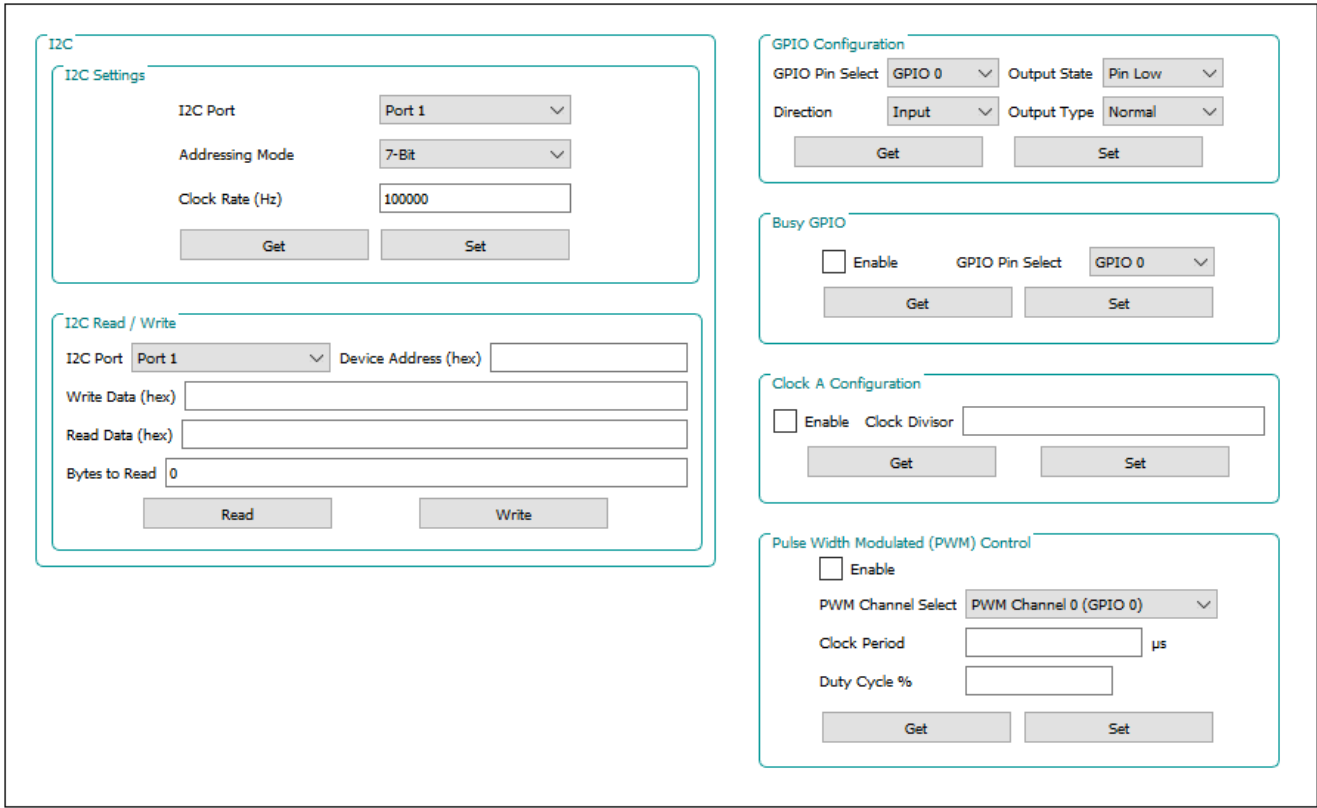 I2C
I2C Settings
I2C Port Port 1
Addressing Mode 7-Bit
Clock Rate (Hz) 100000
Get Set
I2C Read / Write
I2C Port Port 1 Device Address (hex)
Write Data (hex)
Read Data (hex)
Bytes to Read 0
Read Write
GPIO Configuration
GPIO Pin Select GPIO 0 Output State Pin Low
Direction Input Output Type Normal
Get Set
Busy GPIO
Enable GPIO Pin Select GPIO 0
Get Set
Clock A Configuration
Enable Clock Divisor
Get Set
Pulse Width Modulated (PWM) Control
Enable
PWM Channel Select PWM Channel 0 (GPIO 0)
Clock Period µs
Duty Cycle %
Get Set